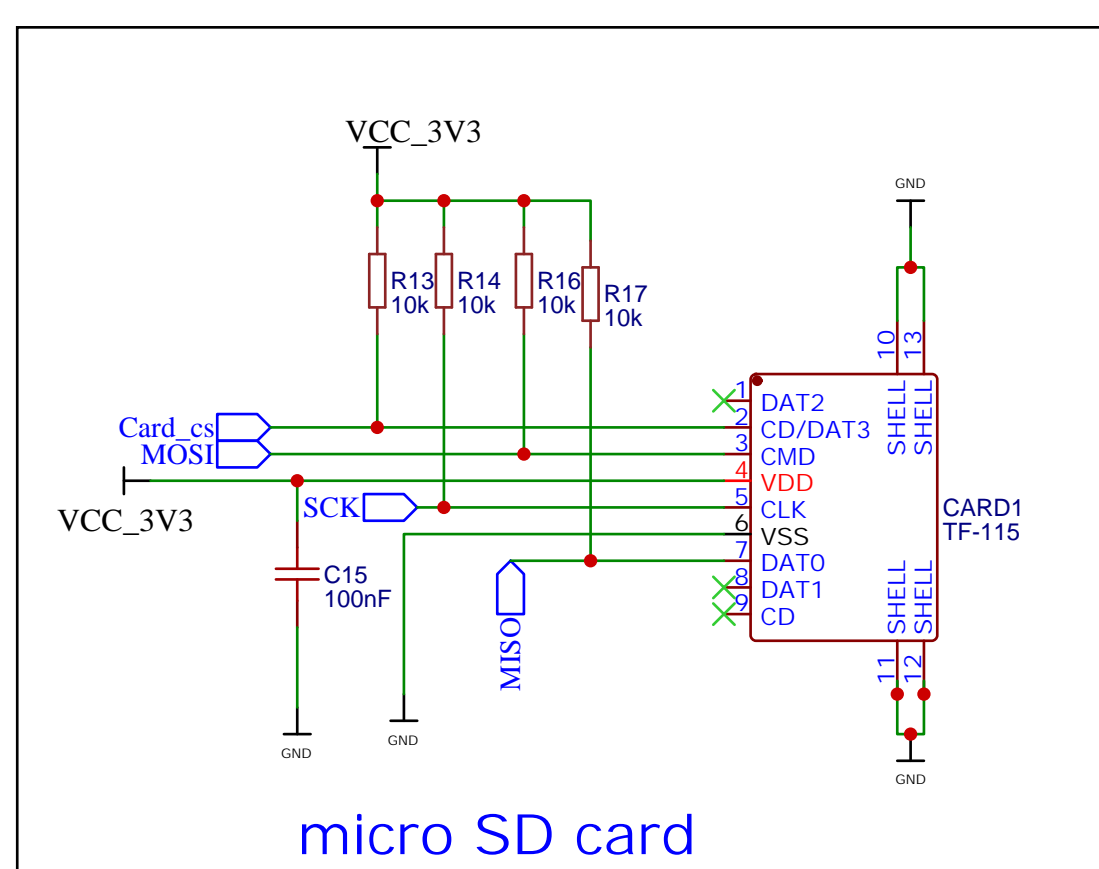 VCC_3V3
GND
R13
10k
R14
10k
R16
10k
R17
10k
10
13
SHELL
SHELL
1
DAT2
Card_cs
2
CD/DAT3
MOSI
3
CMD
4
VDD
VCC_3V3
SCK
5
CLK
CARD1
TF-115
6
VSS
7
DAT0
C15
100nF
8
DAT1
9
CD
MISO
SHELL
SHELL
11
12
GND
GND
GND
micro SD card